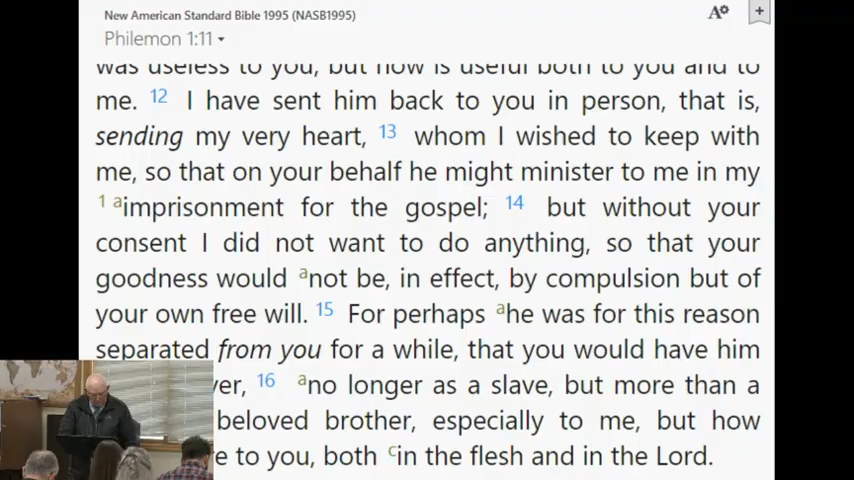 New American Standard Bible 1995 (NASB1995)
Philemon 1:11
was useless to you, but now is useful both to you and to
me. 12 I have sent him back to you in person, that is,
sending my very heart, 13 whom I wished to keep with
me, so that on your behalf he might minister to me in my
1 a imprisonment for the gospel; 14 but without your
consent I did not want to do anything, so that your
goodness would a not be, in effect, by compulsion but of
your own free will. 15 For perhaps a he was for this reason
separated from you for a while, that you would have him
16 a no longer as a slave, but more than a
beloved brother, especially to me, but how
to you, both c in the flesh and in the Lord.